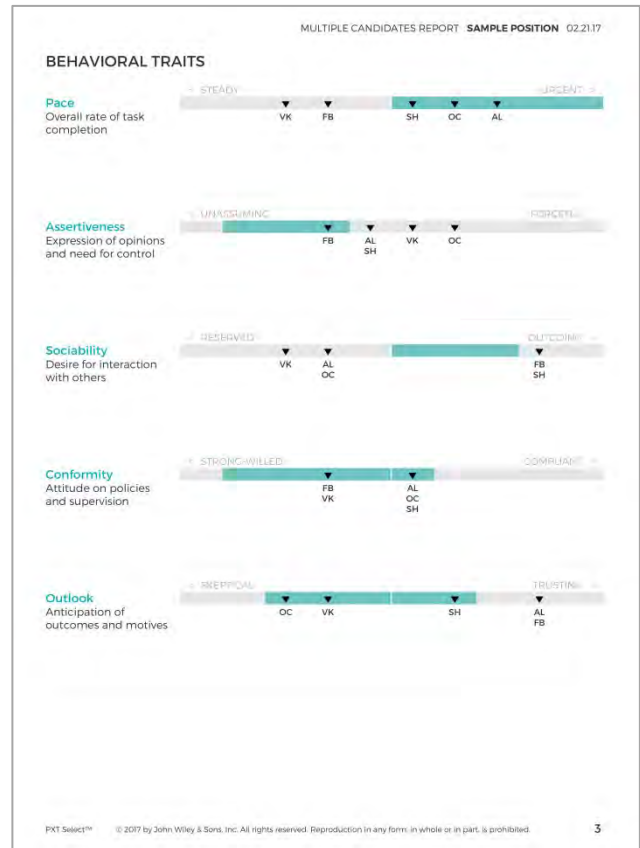 MULTIPLE CANDIDATES REPORT SAMPLE POSITION 02.21.17
BEHAVIORAL TRAITS
< STEADY URGENT >
Pace
Overall rate of task
completion
VK FB SH OC AL
< UNASSUMING FORCEFUL >
Assertiveness
Expression of opinions
and need for control
FB AL VK OC
SH
< RESERVED OUTGOING >
Sociability
Desire for interaction
with others
VK AL FB
OC SH
< STRONG-WILLED COMPLIANT >
Conformity
Attitude on policies
and supervision
FB AL
VK OC
SH
< SKEPTICAL TRUSTING >
Outlook
Anticipation of
outcomes and motives
OC VK SH AL
FB
PXT Select™ © 2017 by John Wiley & Sons, Inc. All rights reserved. Reproduction in any form, in whole or in part, is prohibited. 3